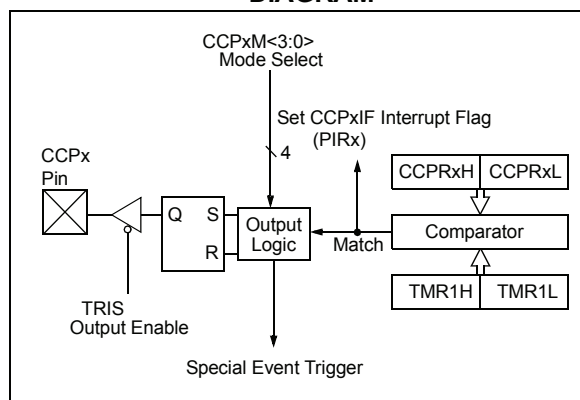 DIAGRAM
CCPxM<3:0>
Mode Select
Set CCPxIF Interrupt Flag
(PIRx)
CCPx
Pin
4
CCPRxH CCPRxL
Q S
R
Output
Logic
Match
Comparator
TRIS
Output Enable
TMR1H TMR1L
Special Event Trigger